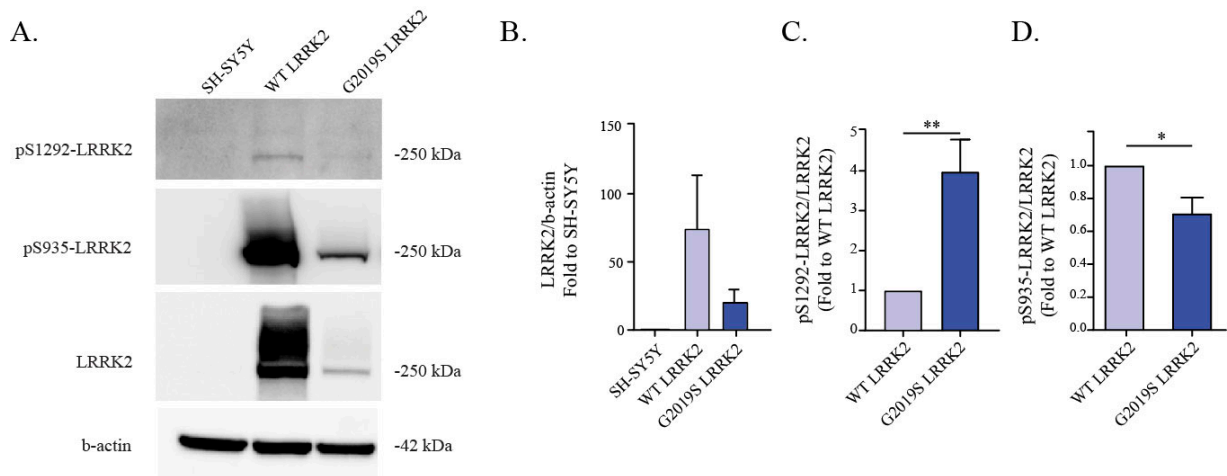 A.
SH-SY5Y
WT LRRK2
G2019S LRRK2
pS1292-LRRK2
-250 kDa
pS935-LRRK2
-250 kDa
LRRK2
-250 kDa
b-actin
-42 kDa
B.
LRRK2/b-actin
Fold to SH-SY5Y
150
100
50
0
SH-SY5Y
WT LRRK2
G2019S LRRK2
C.
pS1292-LRRK2/LRRK2
(Fold to WT LRRK2)
5
4
3
2
1
0
**
WT LRRK2
G2019S LRRK2
D.
pS935-LRRK2/LRRK2
(Fold to WT LRRK2)
1.0
0.8
0.6
0.4
0.2
0.0
*
WT LRRK2
G2019S LRRK2